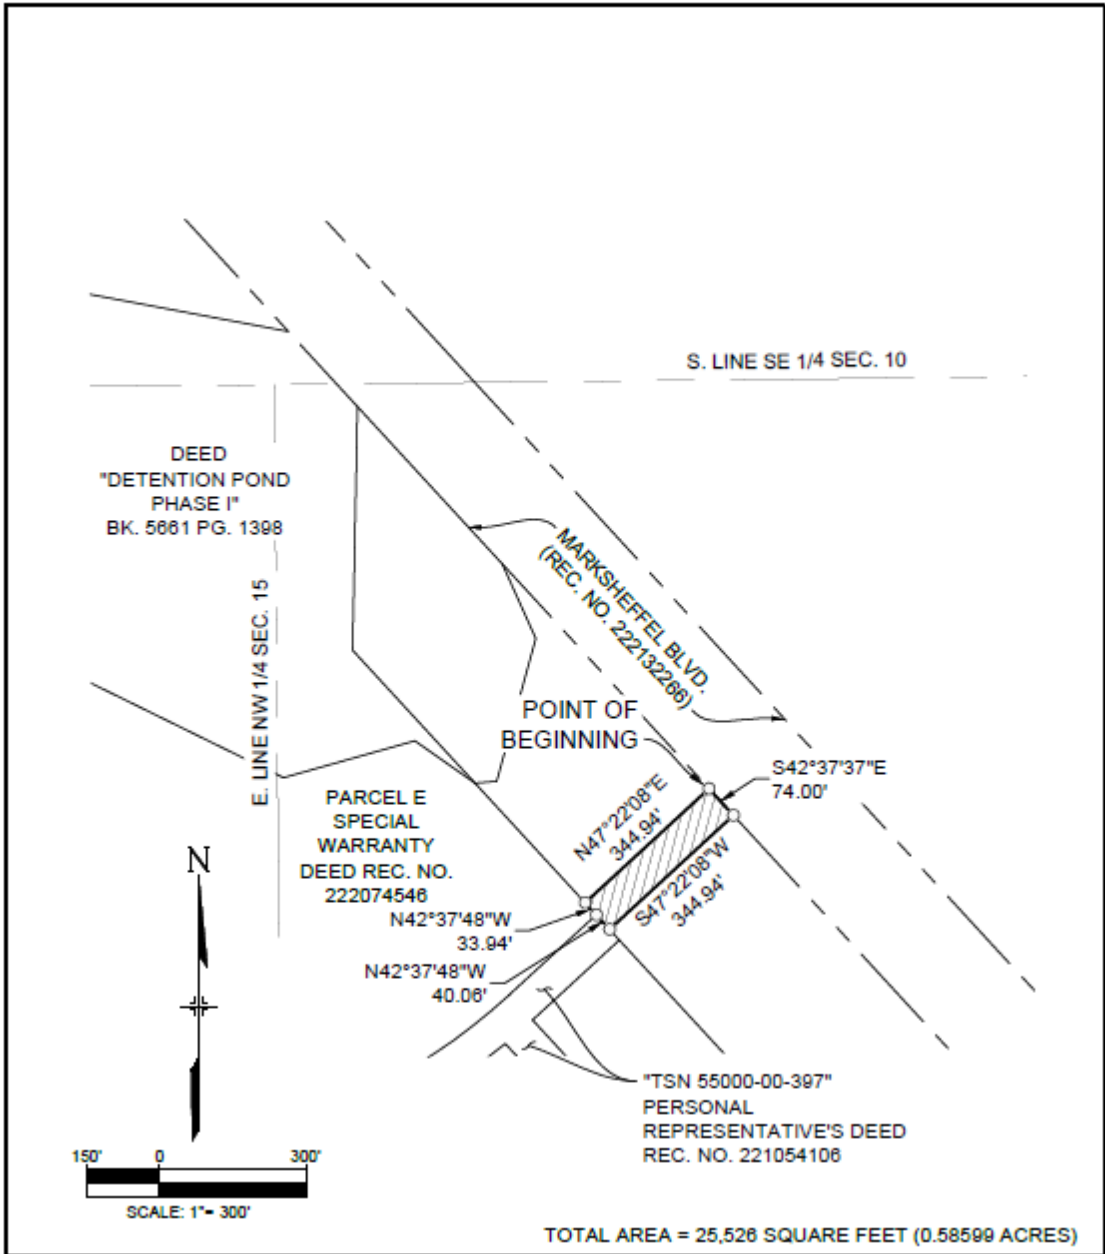 S. LINE SE 1/4 SEC. 10
DEED
"DETENTION POND
PHASE I"
BK. 5661 PG. 1398
E. LINE NW 1/4 SEC. 15
MARKSHEFFEL BLVD.
(REC. NO. 222132266)
POINT OF
BEGINNING
S42°37'37"E
74.00'
N47°22'08"E
344.94'
S47°22'08"W
344.94'
PARCEL E
SPECIAL
WARRANTY
DEED REC. NO.
222074546
N42°37'48"W
33.94'
N42°37'48"W
40.06'
N
"TSN 55000-00-397"
PERSONAL
REPRESENTATIVE'S DEED
REC. NO. 221054106
150' 0 300'
SCALE: 1"= 300'
TOTAL AREA = 25,526 SQUARE FEET (0.58599 ACRES)